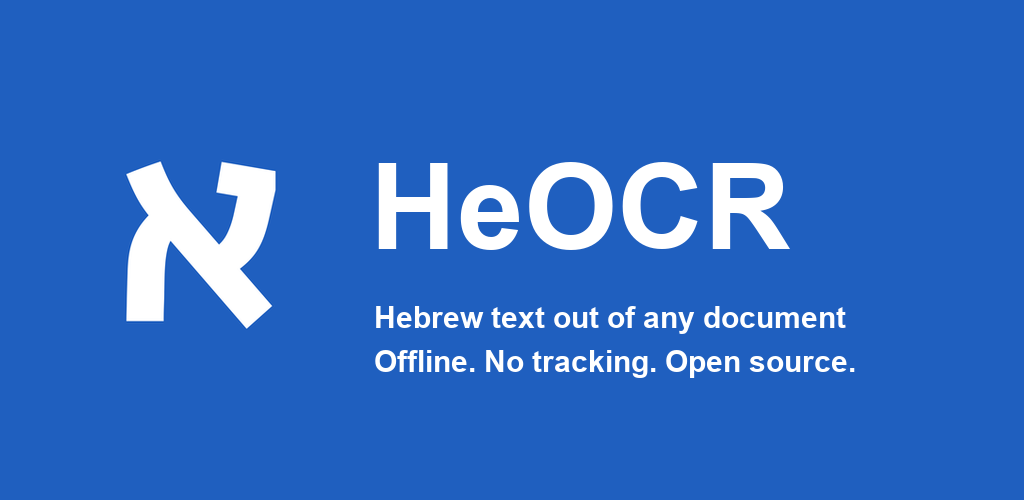 א
HeOCR
Hebrew text out of any document
Offline. No tracking. Open source.